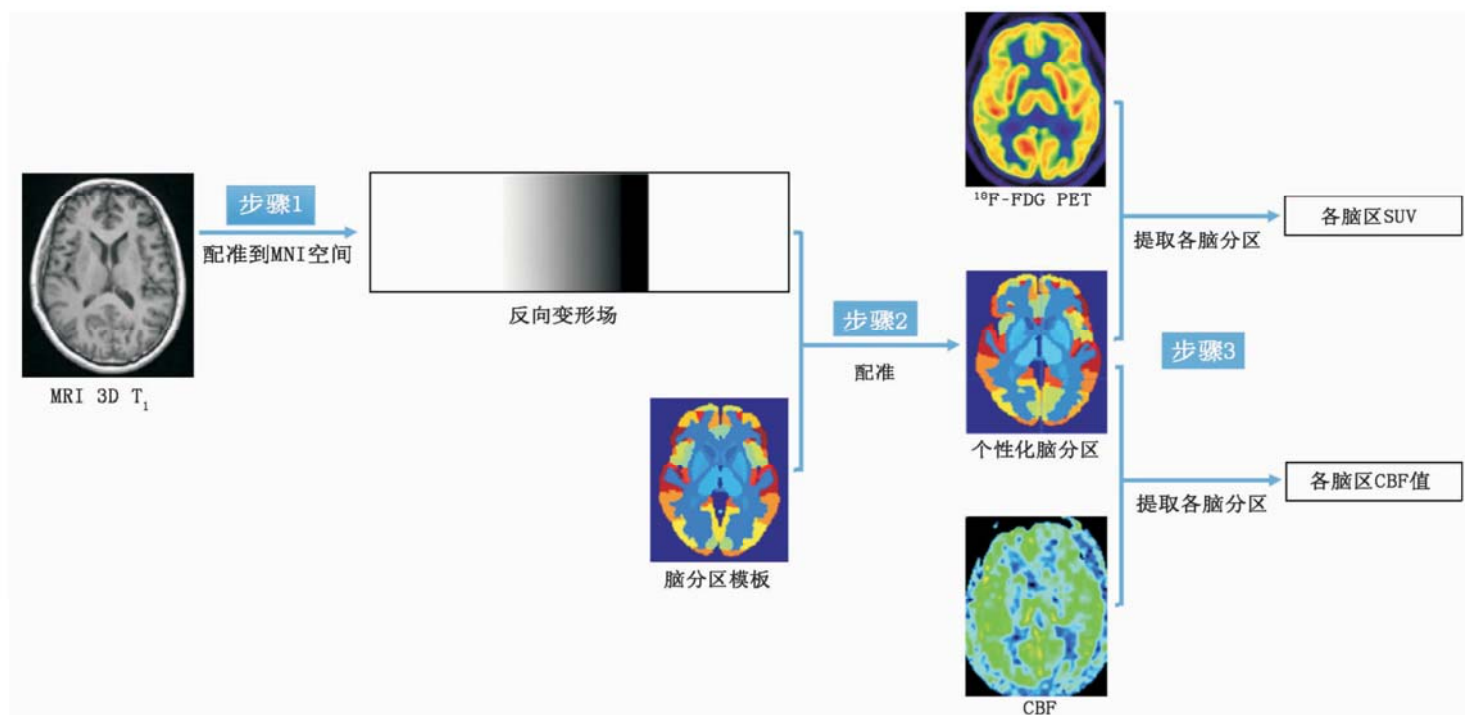 步骤1
配准到MNI空间
MRI 3D T₁
反向变形场
脑分区模板
步骤2
配准
¹⁸F-FDG PET
个性化脑分区
CBF
提取各脑分区
步骤3
提取各脑分区
各脑区SUV
各脑区CBF值